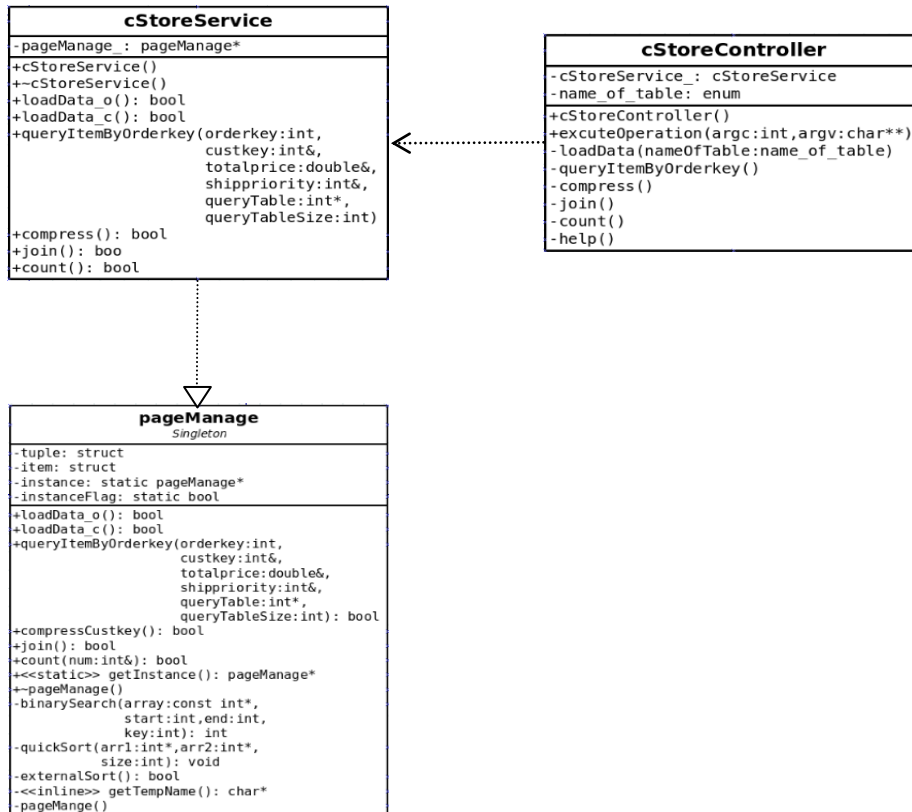 cStoreService
-pageManage_: pageManage*
+cStoreService()
+~cStoreService()
+loadData_o(): bool
+loadData_c(): bool
+queryItemByOrderkey(orderkey:int,
custkey:int&,
totalprice:double&,
shippriority:int&,
queryTable:int*,
queryTableSize:int)
+compress(): bool
+join(): boo
+count(): bool
cStoreController
-cStoreService_: cStoreService
-name_of_table: enum
+cStoreController()
+excuteOperation(argc:int,argv:char**)
-loadData(nameOfTable:name_of_table)
-queryItemByOrderkey()
-compress()
-join()
-count()
-help()
pageManage
Singleton
-tuple: struct
-item: struct
-instance: static pageManage*
-instanceFlag: static bool
+loadData_o(): bool
+loadData_c(): bool
+queryItemByOrderkey(orderkey:int,
custkey:int&,
totalprice:double&,
shippriority:int&,
queryTable:int*,
queryTableSize:int): bool
+compressCustkey(): bool
+join(): bool
+count(num:int&): bool
+<<static>> getInstance(): pageManage*
+~pageManage()
-binarySearch(array:const int*,
start:int,end:int,
key:int): int
-quickSort(arr1:int*,arr2:int*,
size:int): void
-externalSort(): bool
-<<inline>> getTempName(): char*
-pageMange()